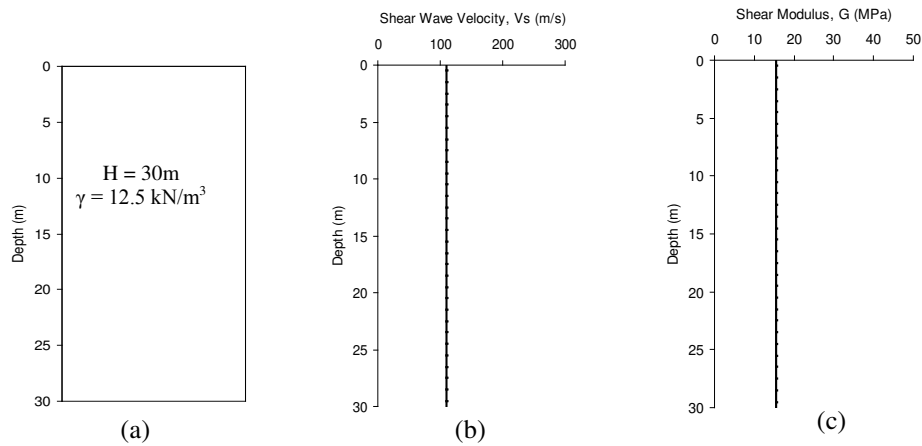 0
5
10
15
20
25
30
Depth (m)
H = 30m
γ = 12.5 kN/m³
(a)
Shear Wave Velocity, Vs (m/s)
0 100 200 300
0
5
10
15
20
25
30
Depth (m)
(b)
Shear Modulus, G (MPa)
0 10 20 30 40 50
0
5
10
15
20
25
30
Depth (m)
(c)